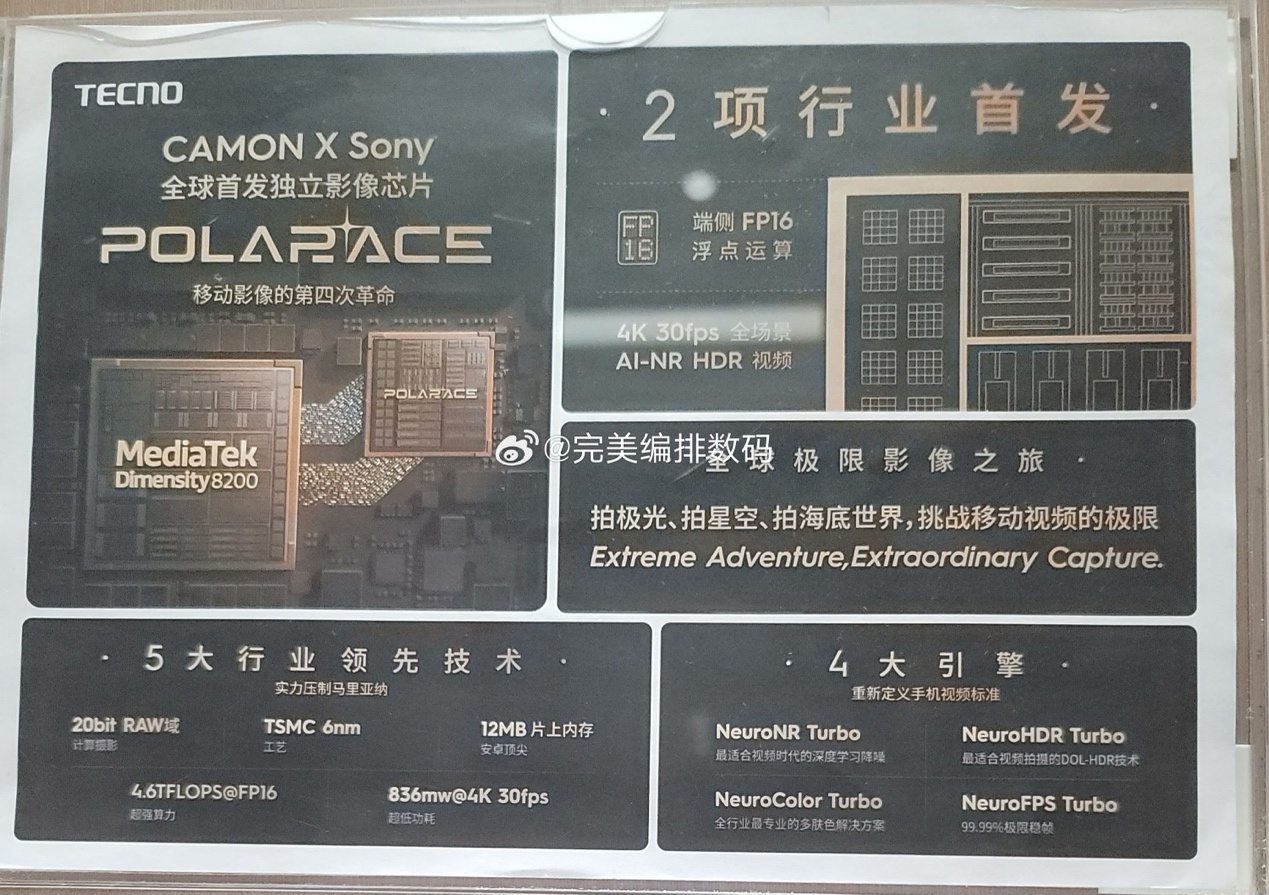 TECNO
CAMON X Sony
全球首发独立影像芯片
POLARACE
移动影像的第四次革命
MediaTek
Dimensity 8200
POLARACE
· 2 项行业首发 ·
FP
16
端侧 FP16
浮点运算
4K 30fps 全场景
AI-NR HDR 视频
@完美编排数码
全球极限影像之旅 ·
拍极光、拍星空、拍海底世界,挑战移动视频的极限
Extreme Adventure,Extraordinary Capture.
· 5 大行业领先技术 ·
实力压制马里亚纳
20bit RAW域
计算摄影
TSMC 6nm
工艺
12MB 片上内存
安卓顶尖
4.6TFLOPS@FP16
超强算力
836mw@4K 30fps
超低功耗
· 4 大引擎 ·
重新定义手机视频标准
NeuroNR Turbo
最适合视频时代的深度学习降噪
NeuroHDR Turbo
最适合视频拍摄的DOL-HDR技术
NeuroColor Turbo
全行业最专业的多肤色解决方案
NeuroFPS Turbo
99.99%极限稳帧